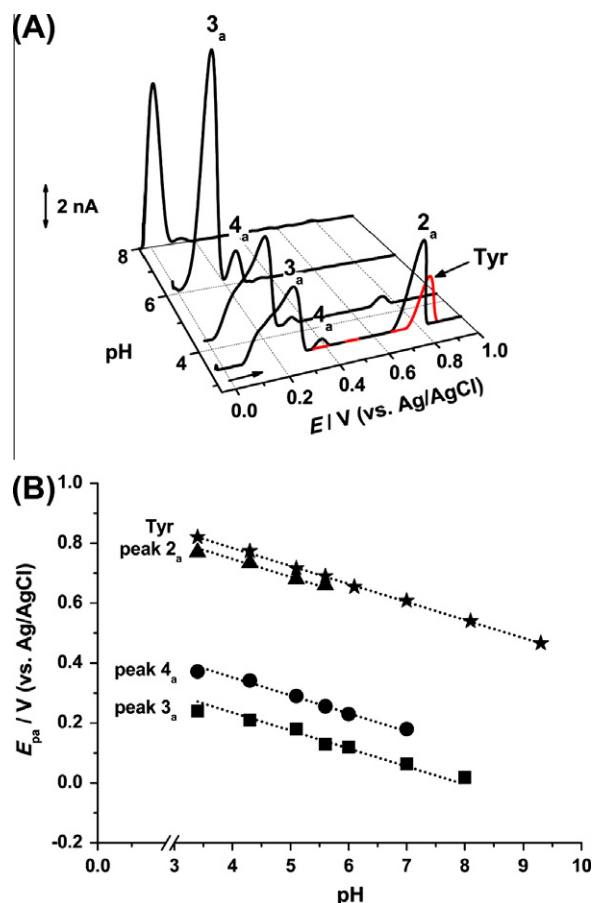 (A)
3a
2 nA
4a
3a
4a
2a
Tyr
8
6
4
pH
0.0
0.2
0.4
0.6
0.8
1.0
E / V (vs. Ag/AgCl)
(B)
1.0
0.8
0.6
0.4
0.2
0.0
-0.2
Epa / V (vs. Ag/AgCl)
Tyr
peak 2a
peak 4a
peak 3a
0.0 3 4 5 6 7 8 9 10
pH